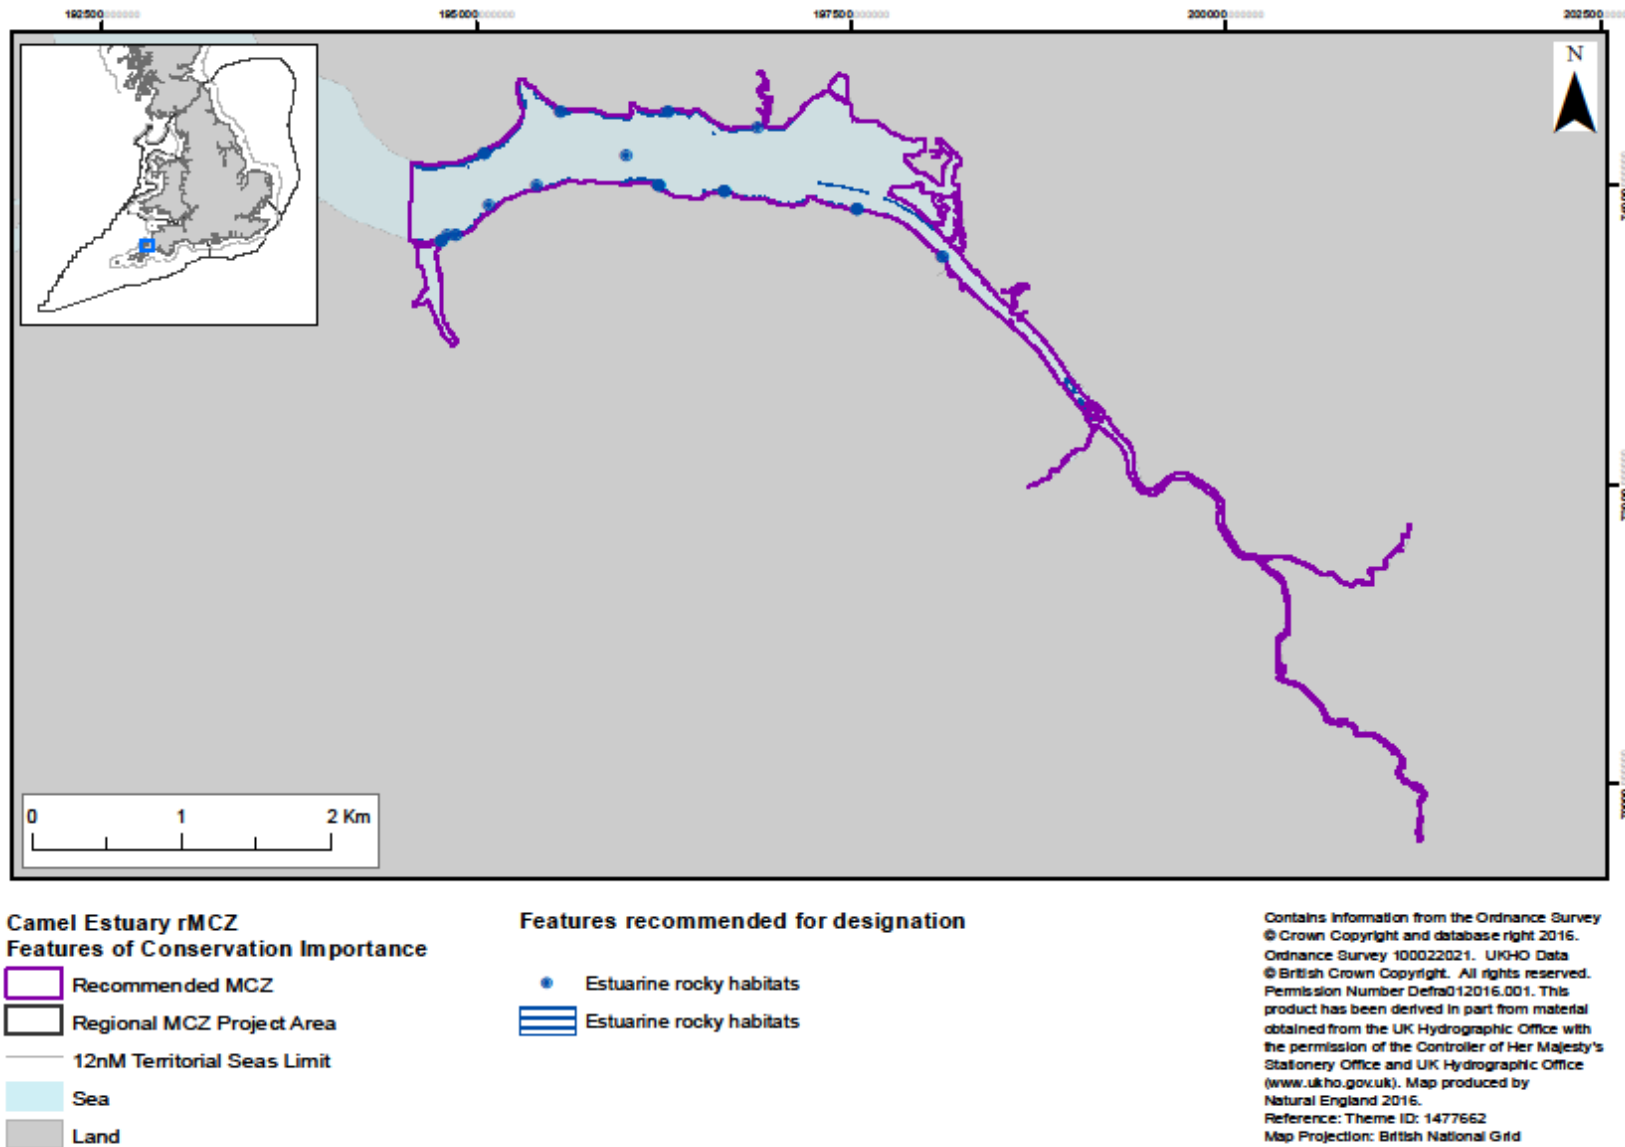 192500
195000
197500
200000
202500
N
0 1 2 Km
Camel Estuary rMCZ
Features of Conservation Importance
Recommended MCZ
Regional MCZ Project Area
12nM Territorial Seas Limit
Sea
Land
Features recommended for designation
Estuarine rocky habitats
Estuarine rocky habitats
Contains information from the Ordnance Survey
© Crown Copyright and database right 2016.
Ordnance Survey 100022021. UKHO Data
© British Crown Copyright. All rights reserved.
Permission Number Defra012016.001. This
product has been derived in part from material
obtained from the UK Hydrographic Office with
the permission of the Controller of Her Majesty's
Stationery Office and UK Hydrographic Office
(www.ukho.gov.uk). Map produced by
Natural England 2016.
Reference: Theme ID: 1477662
Map Projection: British National Grid